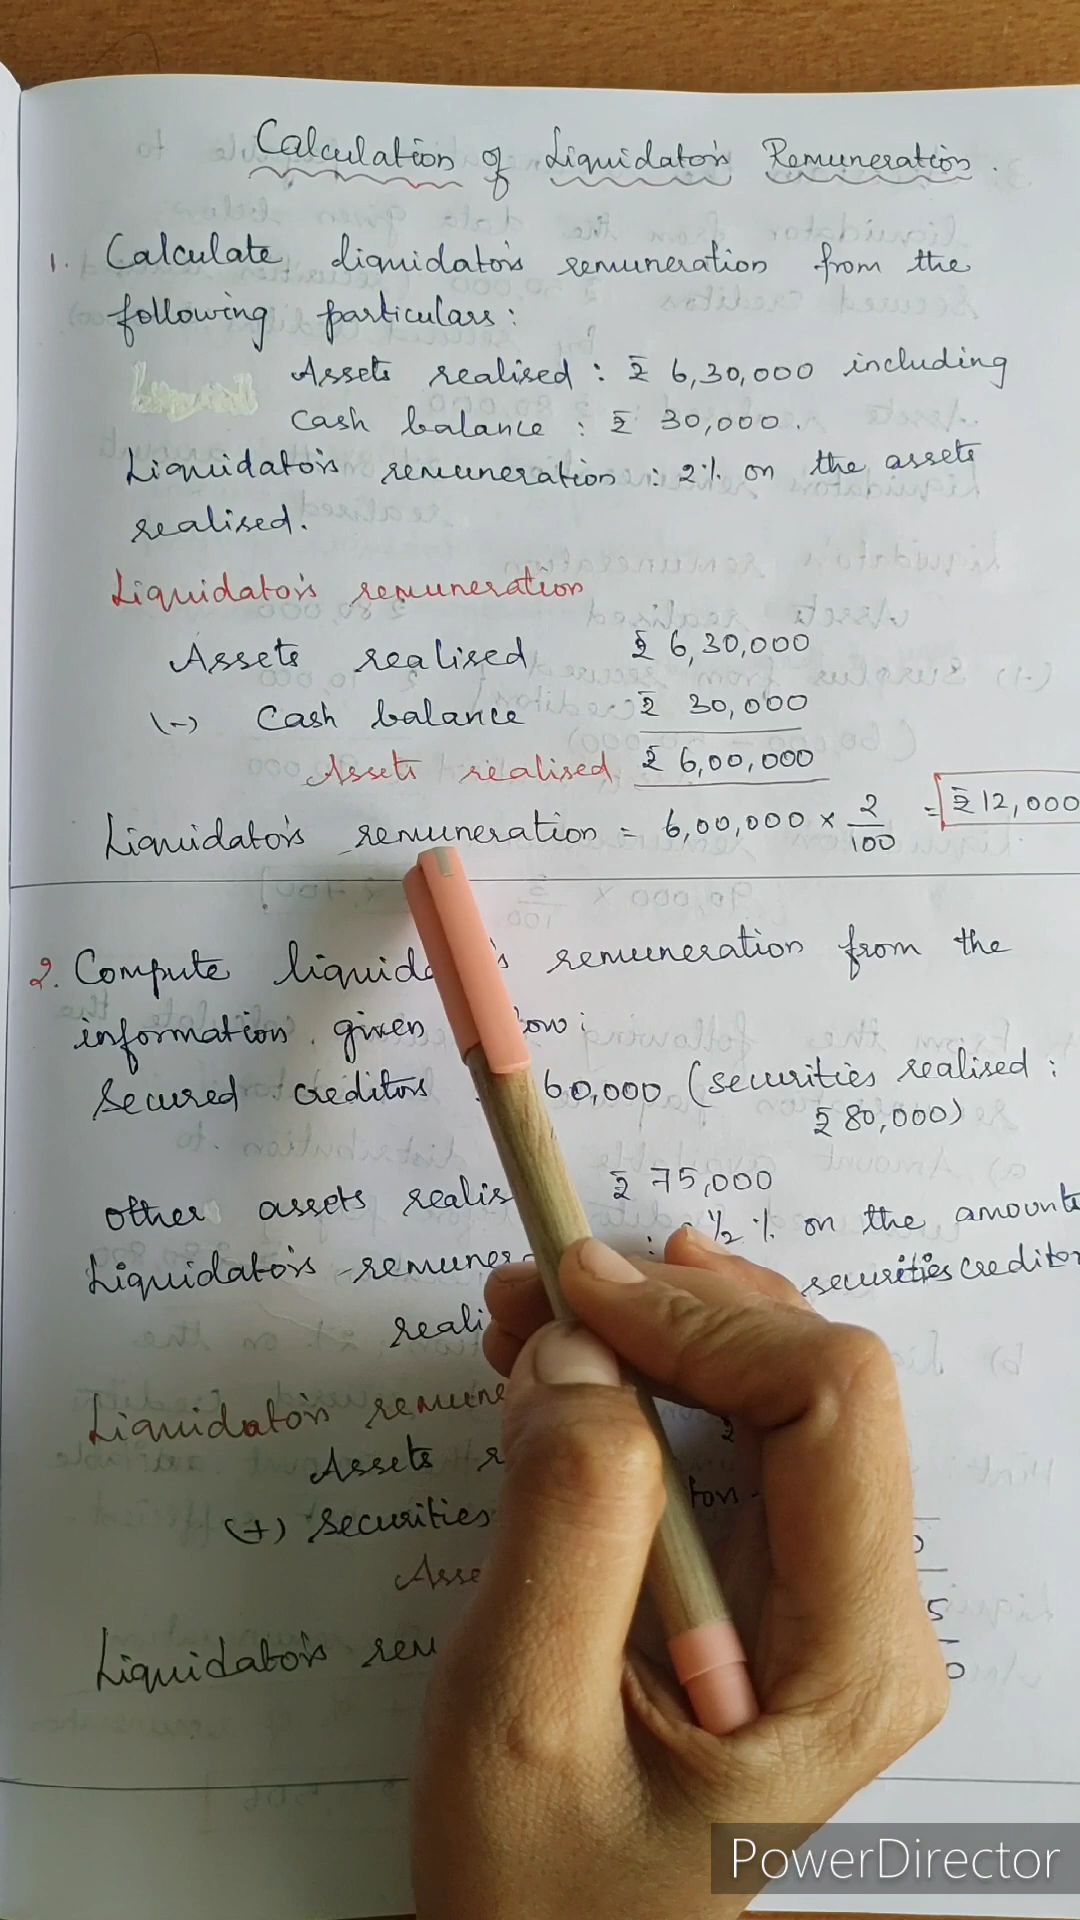 Calculation of Liquidator's Remuneration.
1. Calculate liquidator's remuneration from the
following particulars:
Assets realised : ₹ 6,30,000 including
Cash balance : ₹ 30,000.
Liquidator's remuneration : 2% on the assets
realised.
Liquidator's remuneration
Assets realised ₹ 6,30,000
(-) Cash balance ₹ 30,000
Assets realised ₹ 6,00,000
Liquidator's remuneration = 6,00,000 × 2/100 = ₹ 12,000
2. Compute remuneration from the
information given
Secured creditors 60,000 (securities realised :
₹ 80,000)
other assets ₹ 75,000
Liquidator's ½ % on the amounts
securities creditor
Liquidator's
Assets
(+) securities
Liquidator's
PowerDirector